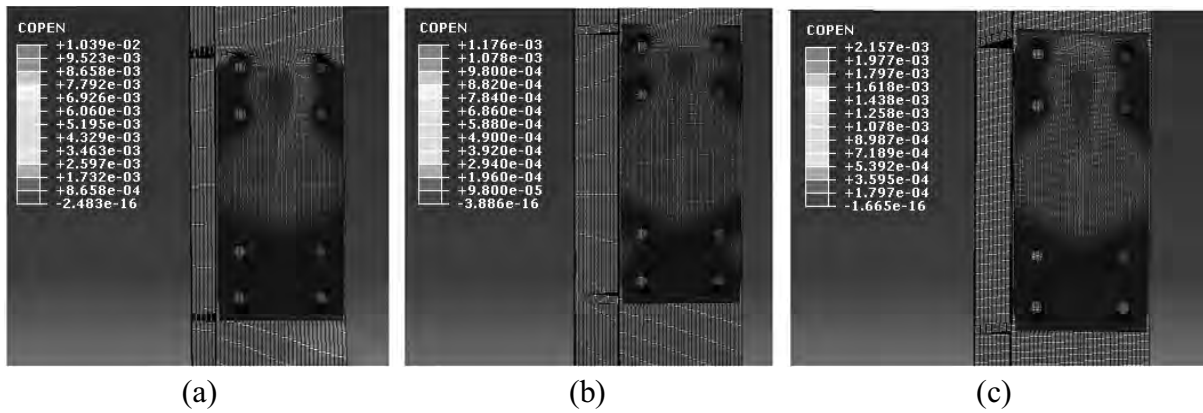 COPEN
+1.039e-02
+9.523e-03
+8.658e-03
+7.792e-03
+6.926e-03
+6.060e-03
+5.195e-03
+4.329e-03
+3.463e-03
+2.597e-03
+1.732e-03
+8.658e-04
-2.483e-16
(a)
COPEN
+1.176e-03
+1.078e-03
+9.800e-04
+8.820e-04
+7.840e-04
+6.860e-04
+5.880e-04
+4.900e-04
+3.920e-04
+2.940e-04
+1.960e-04
+9.800e-05
-3.886e-16
(b)
COPEN
+2.157e-03
+1.977e-03
+1.797e-03
+1.618e-03
+1.438e-03
+1.258e-03
+1.078e-03
+8.987e-04
+7.189e-04
+5.392e-04
+3.595e-04
+1.797e-04
-1.665e-16
(c)